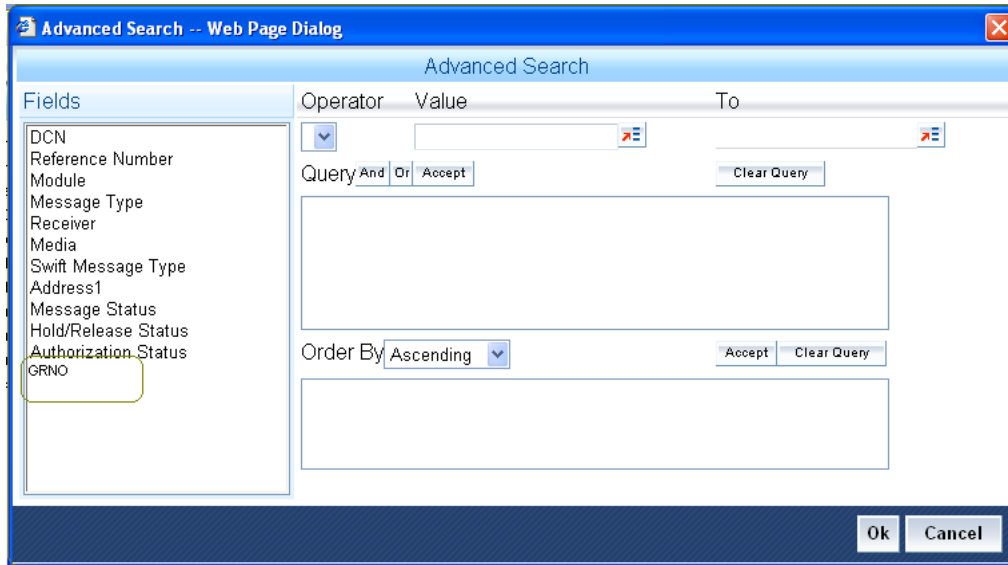 Advanced Search -- Web Page Dialog
Advanced Search
Fields
Operator Value To
DCN
Reference Number
Module
Message Type
Receiver
Media
Swift Message Type
Address1
Message Status
Hold/Release Status
Authorization Status
GRNO
Query And Or Accept Clear Query
Order By Ascending Accept Clear Query
Ok Cancel